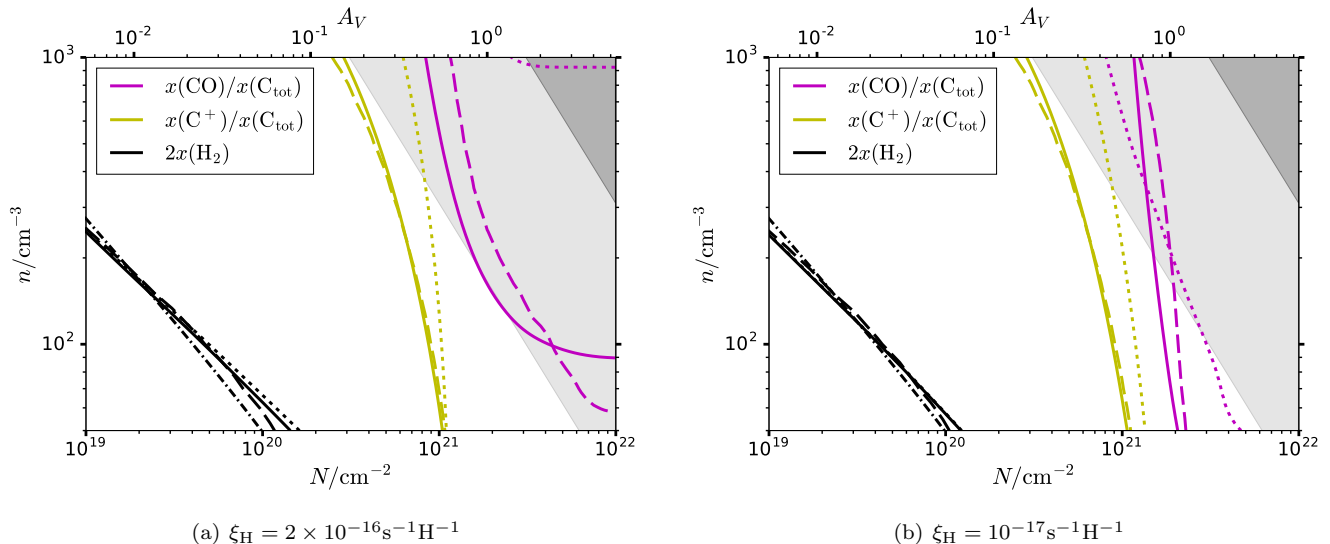 A_V
10^−2 10^−1 10^0
10^3
10^2
n/cm^−3
x(CO)/x(C_tot)
x(C^+)/x(C_tot)
2x(H_2)
10^19 10^20 10^21 10^22
N/cm^−2
(a) ξ_H = 2 × 10^−16 s^−1 H^−1
A_V
10^−2 10^−1 10^0
10^3
10^2
n/cm^−3
x(CO)/x(C_tot)
x(C^+)/x(C_tot)
2x(H_2)
10^19 10^20 10^21 10^22
N/cm^−2
(b) ξ_H = 10^−17 s^−1 H^−1